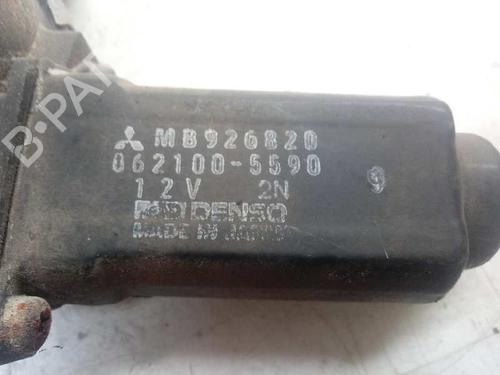 MB926820
062100-5590
12V 2N
9
DENSO
MADE IN JAPAN
B-PARTS